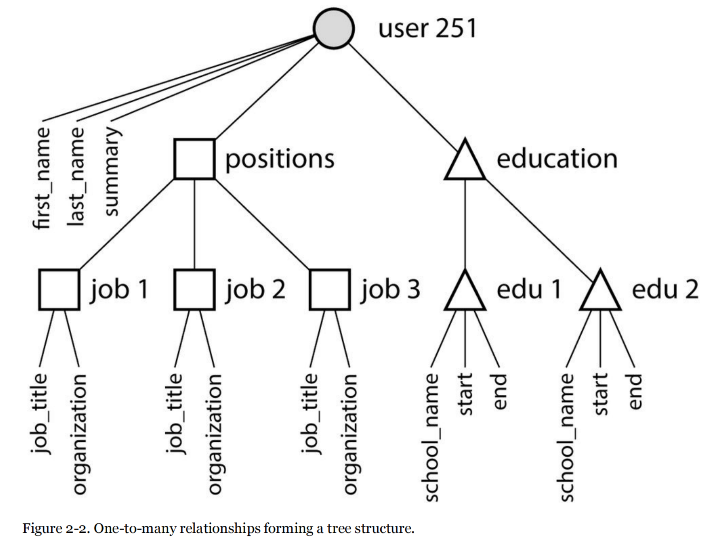 user 251
first_name
last_name
summary
positions
education
job 1
job 2
job 3
edu 1
edu 2
job_title
organization
job_title
organization
job_title
organization
school_name
start
end
school_name
start
end
Figure 2-2. One-to-many relationships forming a tree structure.